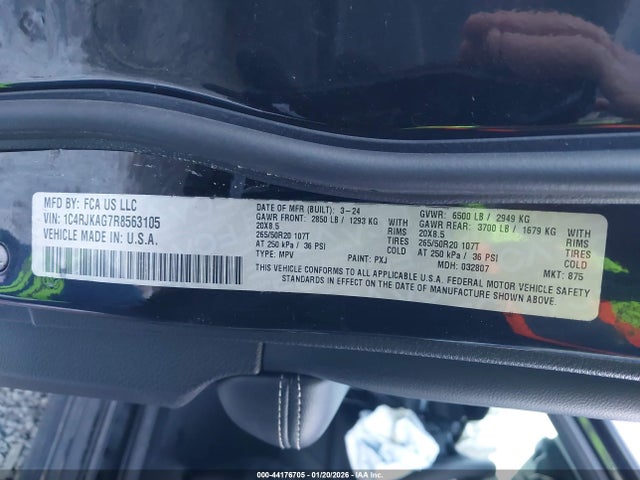 MFD BY: FCA US LLC
VIN: 1C4RJKAG7R8563105
VEHICLE MADE IN: U.S.A.
DATE OF MFR (BUILT): 3-24
GAWR FRONT: 2850 LB / 1293 KG
20X8.5 RIMS
265/50R20 107T TIRES
AT 250 kPa / 36 PSI COLD
TYPE: MPV PAINT: PXJ
GVWR: 6500 LB / 2949 KG
GAWR REAR: 3700 LB / 1679 KG
20X8.5 RIMS
265/50R20 107T TIRES
AT 250 kPa / 36 PSI COLD
MDH: 032807 MKT: 875
THIS VEHICLE CONFORMS TO ALL APPLICABLE U.S.A. FEDERAL MOTOR VEHICLE SAFETY
STANDARDS IN EFFECT ON THE DATE OF MANUFACTURE SHOWN ABOVE.
000-44176705 01/20/2026 IAA